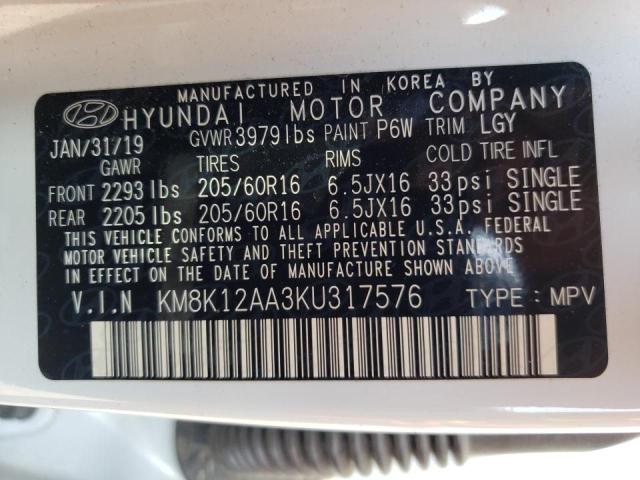 MANUFACTURED IN KOREA BY
HYUNDAI MOTOR COMPANY
JAN/31/19 GVWR3979lbs PAINT P6W TRIM LGY
GAWR TIRES RIMS COLD TIRE INFL
FRONT 2293 lbs 205/60R16 6.5JX16 33psi SINGLE
REAR 2205 lbs 205/60R16 6.5JX16 33psi SINGLE
THIS VEHICLE CONFORMS TO ALL APPLICABLE U.S.A. FEDERAL
MOTOR VEHICLE SAFETY AND THEFT PREVENTION STANDARDS
IN EFFECT ON THE DATE OF MANUFACTURE SHOWN ABOVE.
V.I.N KM8K12AA3KU317576 TYPE : MPV